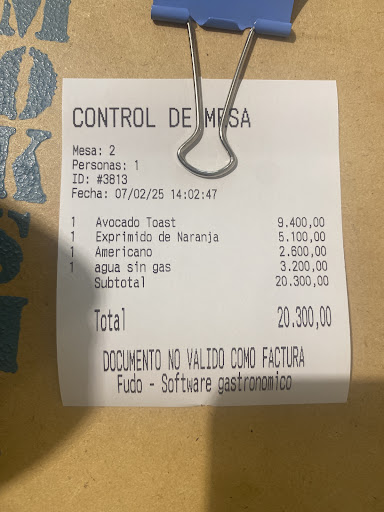 CONTROL DE MESA
Mesa: 2
Personas: 1
ID: #3813
Fecha: 07/02/25 14:02:47
1 Avocado Toast 9.400,00
1 Exprimido de Naranja 5.100,00
1 Americano 2.600,00
1 agua sin gas 3.200,00
Subtotal 20.300,00
Total 20.300,00
DOCUMENTO NO VALIDO COMO FACTURA
Fudo - Software gastronomico